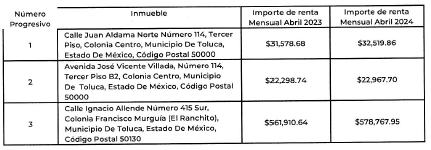 Número Progresivo
Inmueble
Importe de renta Mensual Abril 2023
Importe de renta Mensual Abril 2024
1
Calle Juan Aldama Norte Número 114, Tercer
Piso, Colonia Centro, Municipio De Toluca,
Estado De México, Código Postal 50000
$31,578.68
$32,519.86
2
Avenida José Vicente Villada, Número 114,
Tercer Piso B2, Colonia Centro, Municipio
De Toluca, Estado De México, Código Postal
50000
$22,298.74
$22,967.70
3
Calle Ignacio Allende Número 415 Sur,
Colonia Francisco Murguía (El Ranchito),
Municipio De Toluca, Estado De México,
Código Postal 50130
$561,910.64
$578,767.95